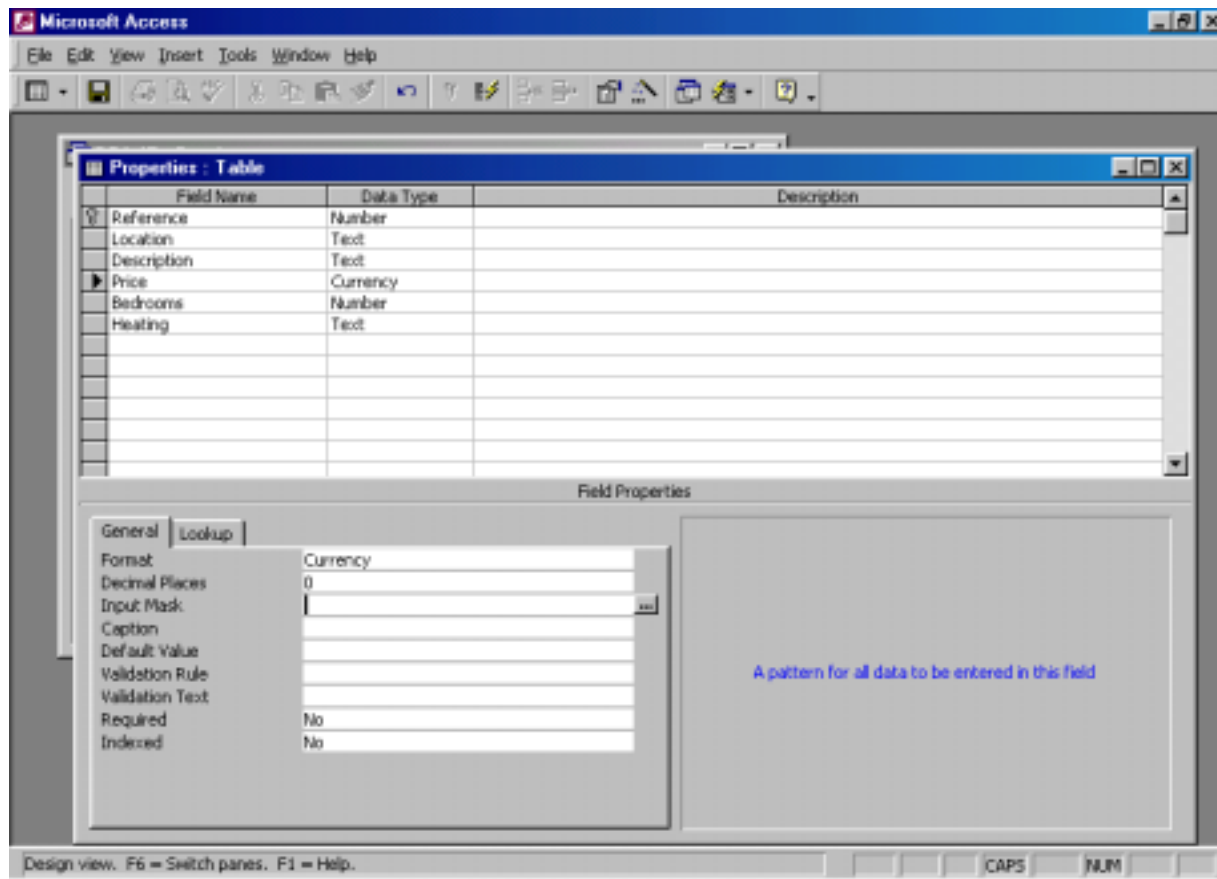 Microsoft Access
File Edit View Insert Tools Window Help
Properties : Table
Field Name Data Type Description
Reference Number
Location Text
Description Text
Price Currency
Bedrooms Number
Heating Text
Field Properties
General Lookup
Format Currency
Decimal Places 0
Input Mask
Caption
Default Value
Validation Rule
Validation Text
Required No
Indexed No
A pattern for all data to be entered in this field
Design view. F6 = Switch panes. F1 = Help. CAPS NUM